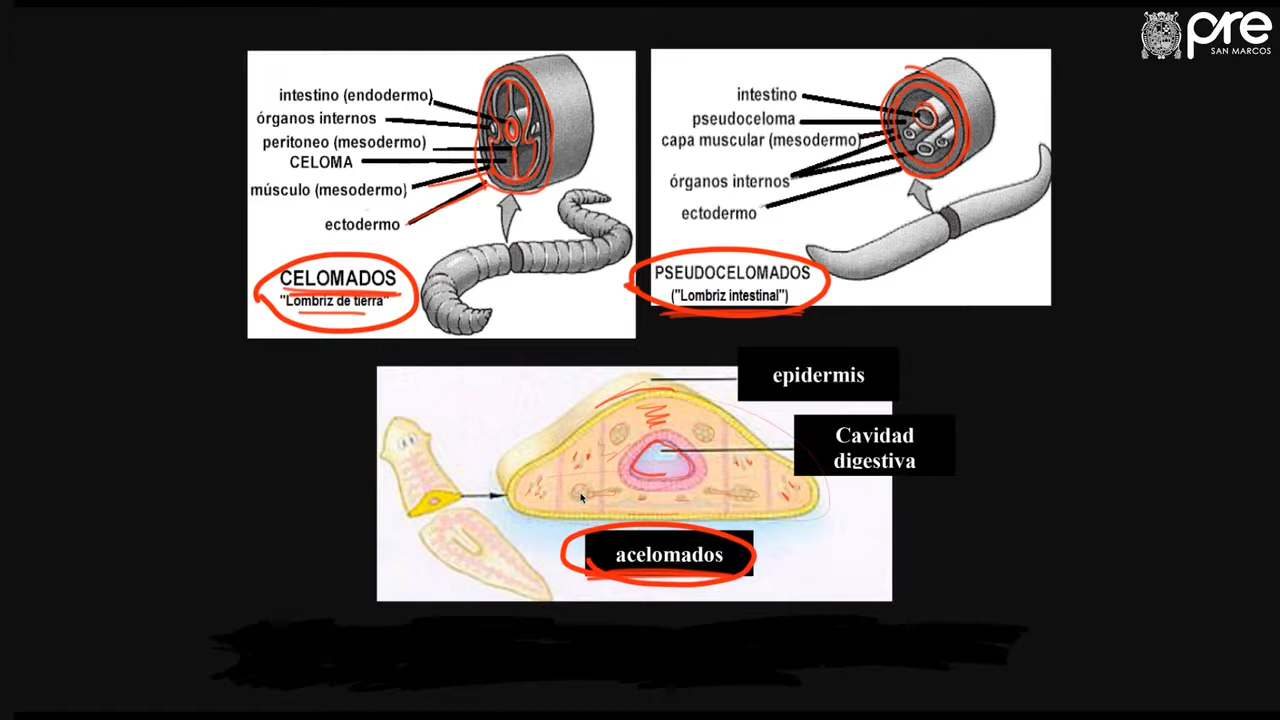 pre
SAN MARCOS
intestino (endodermo)
órganos internos
peritoneo (mesodermo)
CELOMA
músculo (mesodermo)
ectodermo
CELOMADOS
"Lombriz de tierra"
intestino
pseudoceloma
capa muscular (mesodermo)
órganos internos
ectodermo
PSEUDOCELOMADOS
("Lombriz intestinal")
epidermis
Cavidad
digestiva
acelomados